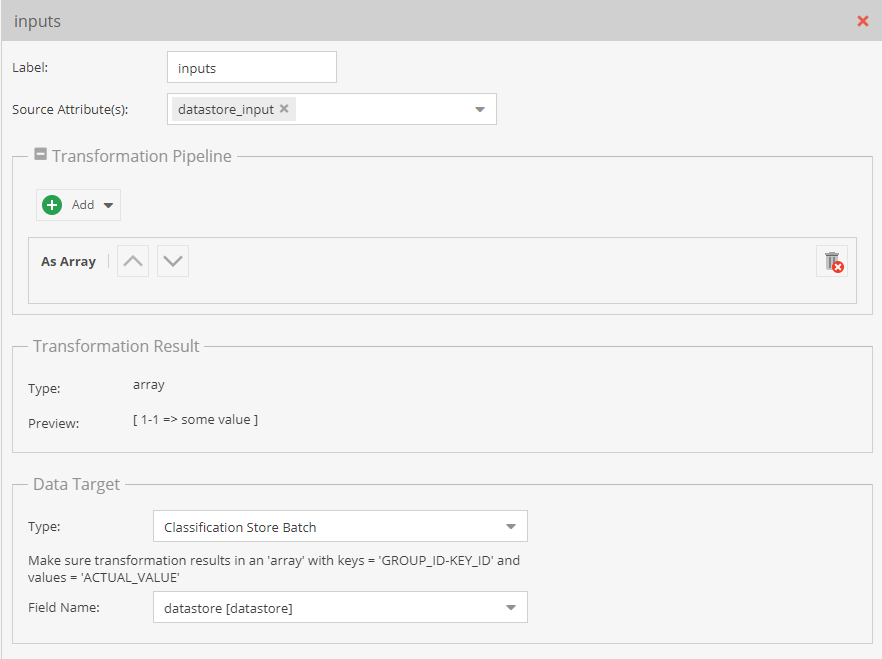 inputs
Label:
inputs
Source Attribute(s):
datastore_input
Transformation Pipeline
Add
As Array
Transformation Result
Type:
array
Preview:
[ 1-1 => some value ]
Data Target
Type:
Classification Store Batch
Make sure transformation results in an 'array' with keys = 'GROUP_ID-KEY_ID' and
values = 'ACTUAL_VALUE'
Field Name:
datastore [datastore]